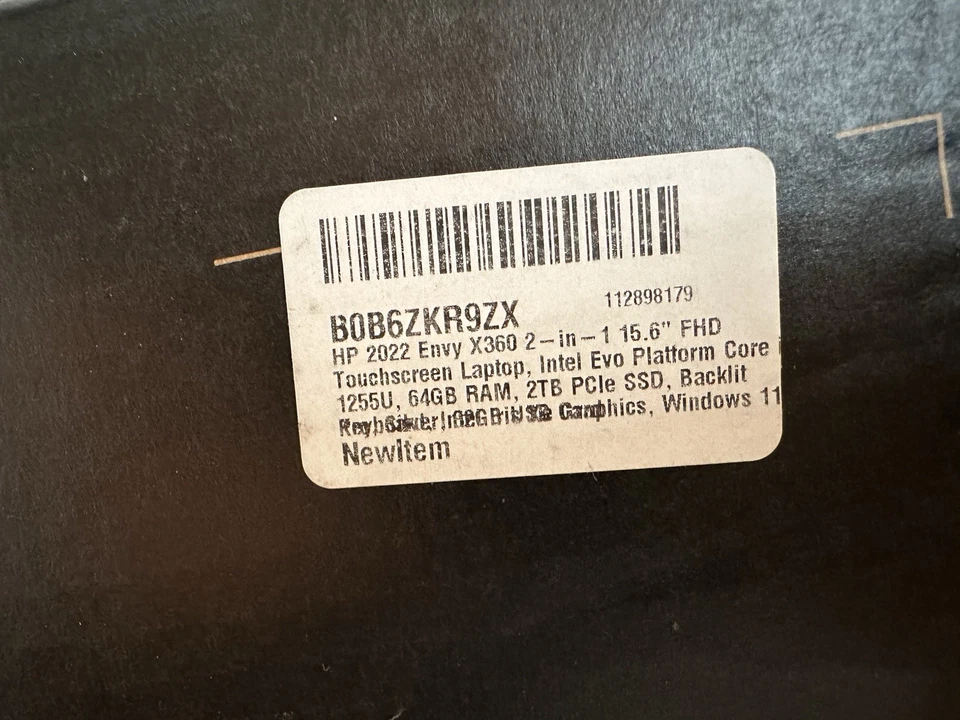 B0B6ZKR9ZX
112898179
HP 2022 Envy X360 2-in-1 15.6" FHD
Touchscreen Laptop, Intel Evo Platform Core
1255U, 64GB RAM, 2TB PCIe SSD, Backlit
Graphics, Windows 11
NewItem